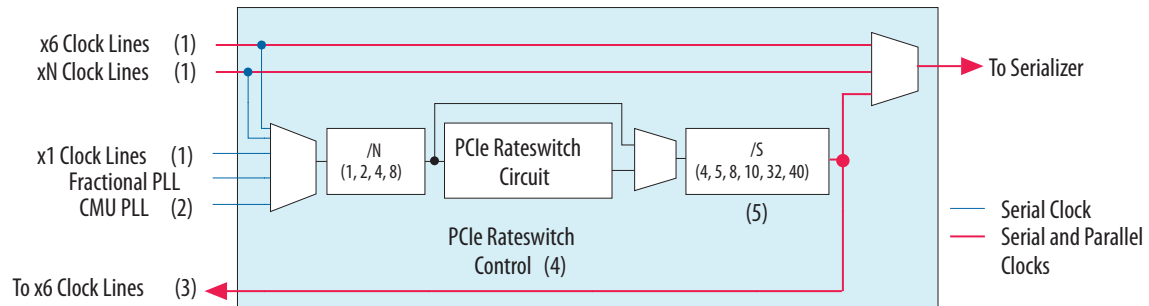 x6 Clock Lines (1)
xN Clock Lines (1)
To Serializer
x1 Clock Lines (1)
Fractional PLL
CMU PLL (2)
/N
(1, 2, 4, 8)
PCIe Rateswitch
Circuit
/S
(4, 5, 8, 10, 32, 40)
(5)
PCIe Rateswitch
Control (4)
Serial Clock
Serial and Parallel
Clocks
To x6 Clock Lines (3)